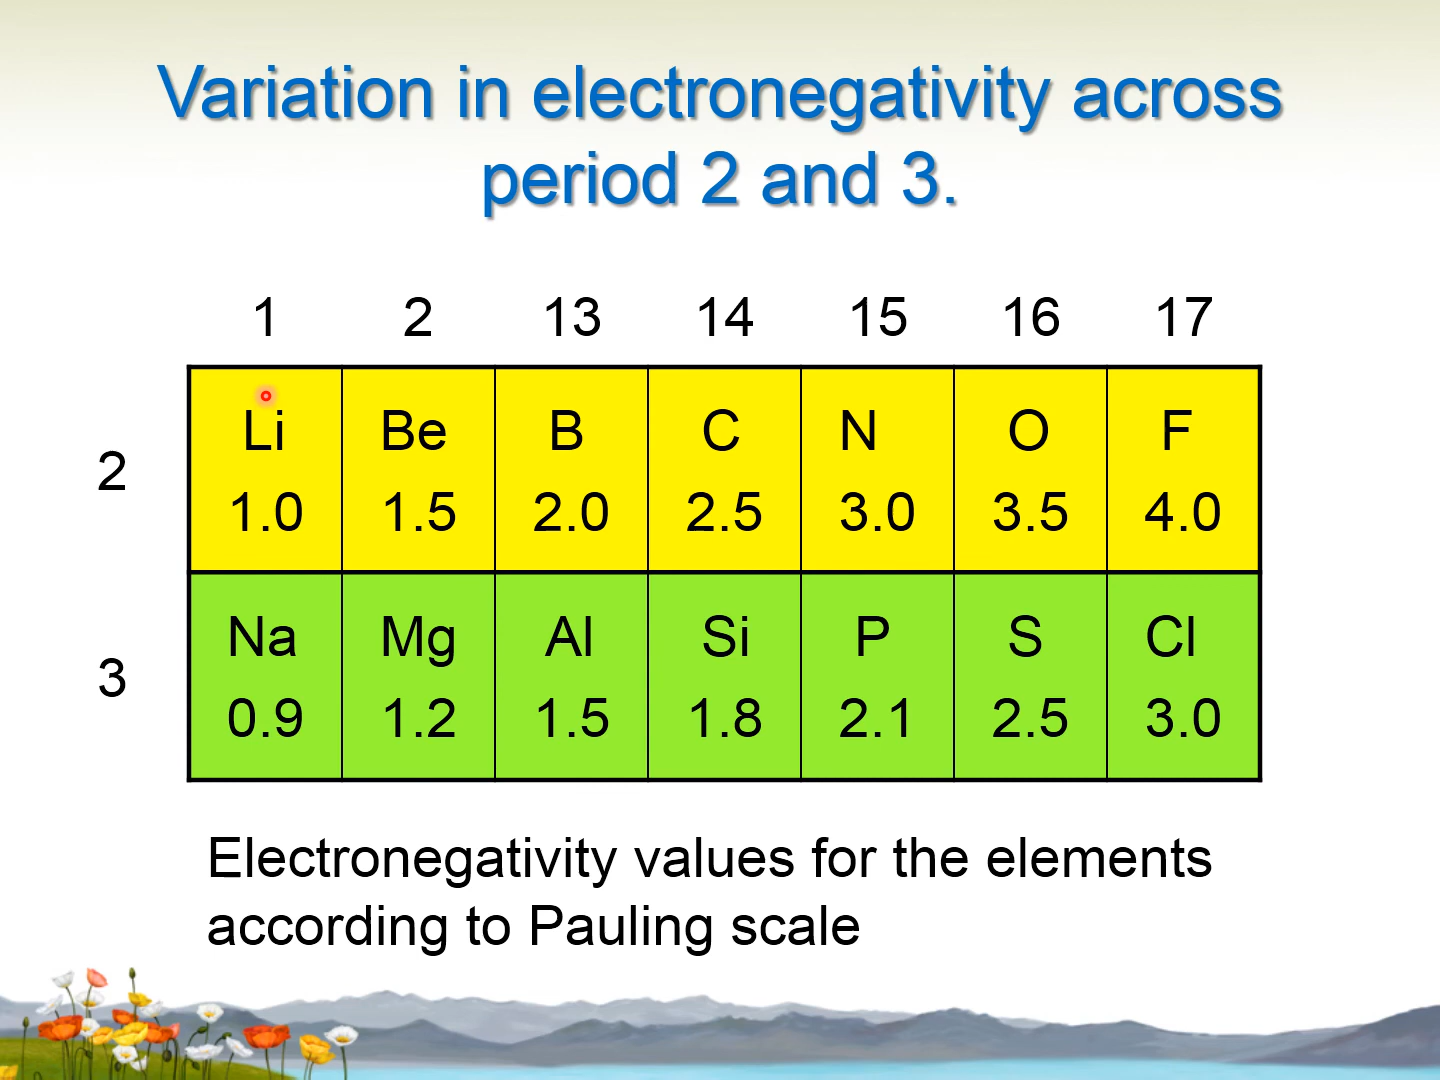 Variation in electronegativity across
period 2 and 3.
1 2 13 14 15 16 17
2
Li Be B C N O F
1.0 1.5 2.0 2.5 3.0 3.5 4.0
3
Na Mg Al Si P S Cl
0.9 1.2 1.5 1.8 2.1 2.5 3.0
Electronegativity values for the elements
according to Pauling scale